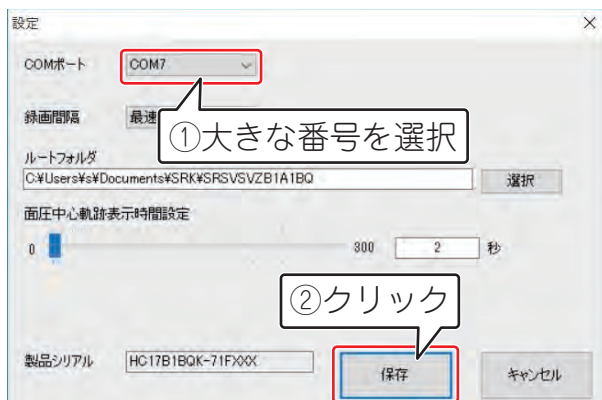 設定
COMポート COM7
録画間隔 最速
①大きな番号を選択
ルートフォルダ
C:¥Users¥s¥Documents¥SRK¥SRSVSVZB1A1BQ 選択
面圧中心軌跡表示時間設定
0 300 2 秒
②クリック
製品シリアル HC17B1BQK-71FXXX 保存 キャンセル